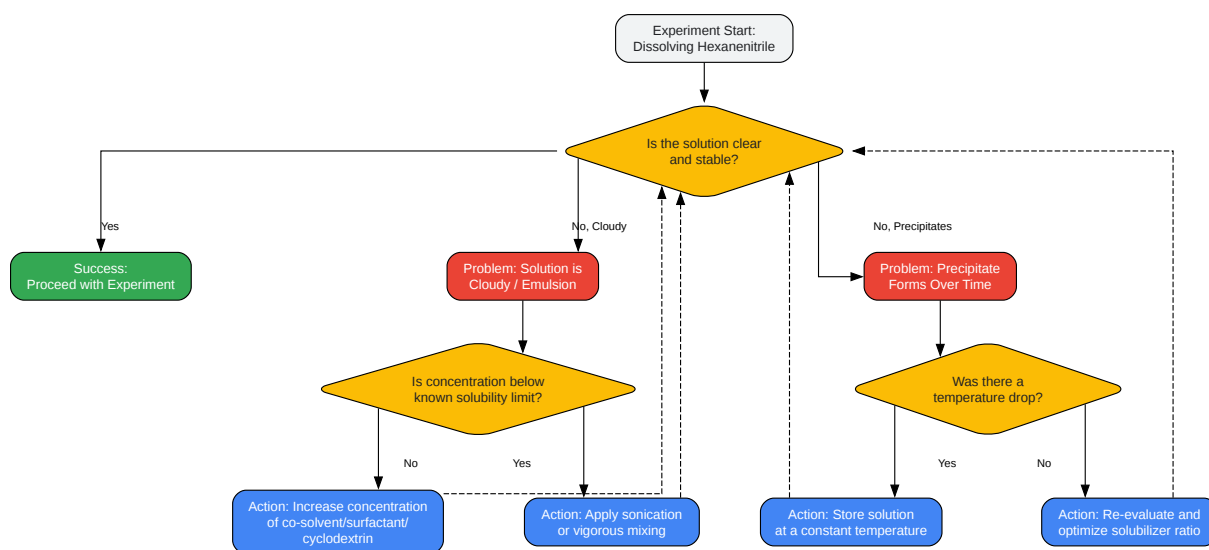 Experiment Start:
Dissolving Hexanenitrile
Is the solution clear
and stable?
Yes
No, Cloudy
No, Precipitates
Success:
Proceed with Experiment
Problem: Solution is
Cloudy / Emulsion
Problem: Precipitate
Forms Over Time
Is concentration below
known solubility limit?
Was there a
temperature drop?
No
Yes
Yes
No
Action: Increase concentration
of co-solvent/surfactant/
cyclodextrin
Action: Apply sonication
or vigorous mixing
Action: Store solution
at a constant temperature
Action: Re-evaluate and
optimize solubilizer ratio